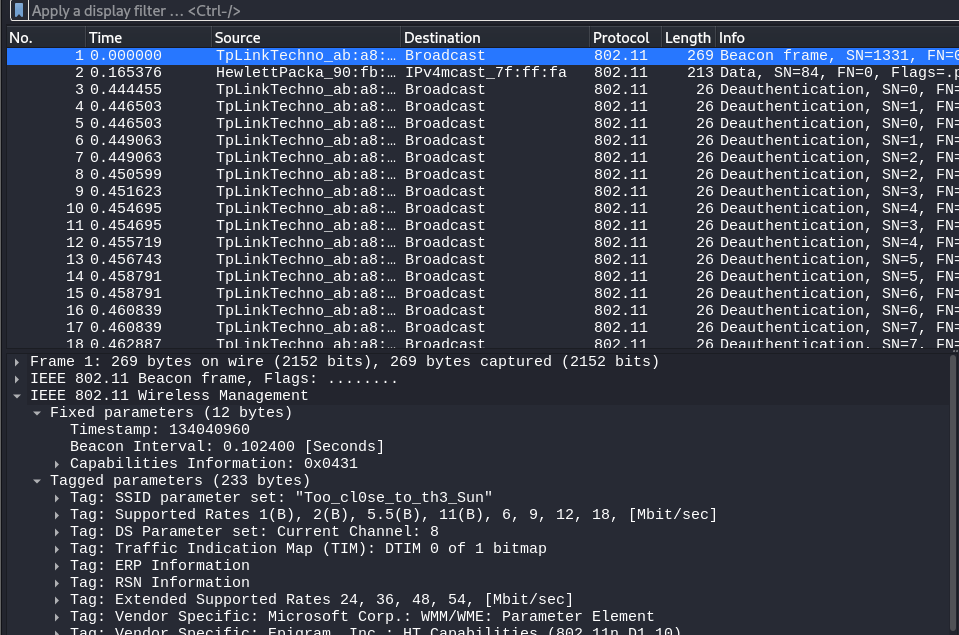 Apply a display filter … <Ctrl-/>
No. Time Source Destination Protocol Length Info
1 0.000000 TpLinkTechno_ab:a8:… Broadcast 802.11 269 Beacon frame, SN=1331, FN=0
2 0.165376 HewlettPacka_90:fb:… IPv4mcast_7f:ff:fa 802.11 213 Data, SN=84, FN=0, Flags=.p
3 0.444455 TpLinkTechno_ab:a8:… Broadcast 802.11 26 Deauthentication, SN=0, FN=
4 0.446503 TpLinkTechno_ab:a8:… Broadcast 802.11 26 Deauthentication, SN=1, FN=
5 0.446503 TpLinkTechno_ab:a8:… Broadcast 802.11 26 Deauthentication, SN=0, FN=
6 0.449063 TpLinkTechno_ab:a8:… Broadcast 802.11 26 Deauthentication, SN=1, FN=
7 0.449063 TpLinkTechno_ab:a8:… Broadcast 802.11 26 Deauthentication, SN=2, FN=
8 0.450599 TpLinkTechno_ab:a8:… Broadcast 802.11 26 Deauthentication, SN=2, FN=
9 0.451623 TpLinkTechno_ab:a8:… Broadcast 802.11 26 Deauthentication, SN=3, FN=
10 0.454695 TpLinkTechno_ab:a8:… Broadcast 802.11 26 Deauthentication, SN=4, FN=
11 0.454695 TpLinkTechno_ab:a8:… Broadcast 802.11 26 Deauthentication, SN=3, FN=
12 0.455719 TpLinkTechno_ab:a8:… Broadcast 802.11 26 Deauthentication, SN=4, FN=
13 0.456743 TpLinkTechno_ab:a8:… Broadcast 802.11 26 Deauthentication, SN=5, FN=
14 0.458791 TpLinkTechno_ab:a8:… Broadcast 802.11 26 Deauthentication, SN=5, FN=
15 0.458791 TpLinkTechno_ab:a8:… Broadcast 802.11 26 Deauthentication, SN=6, FN=
16 0.460839 TpLinkTechno_ab:a8:… Broadcast 802.11 26 Deauthentication, SN=6, FN=
17 0.460839 TpLinkTechno_ab:a8:… Broadcast 802.11 26 Deauthentication, SN=7, FN=
18 0.462887 TpLinkTechno_ab:a8:… Broadcast 802.11 26 Deauthentication, SN=7, FN=
Frame 1: 269 bytes on wire (2152 bits), 269 bytes captured (2152 bits)
IEEE 802.11 Beacon frame, Flags: ........
IEEE 802.11 Wireless Management
Fixed parameters (12 bytes)
Timestamp: 134040960
Beacon Interval: 0.102400 [Seconds]
Capabilities Information: 0x0431
Tagged parameters (233 bytes)
Tag: SSID parameter set: "Too_cl0se_to_th3_Sun"
Tag: Supported Rates 1(B), 2(B), 5.5(B), 11(B), 6, 9, 12, 18, [Mbit/sec]
Tag: DS Parameter set: Current Channel: 8
Tag: Traffic Indication Map (TIM): DTIM 0 of 1 bitmap
Tag: ERP Information
Tag: RSN Information
Tag: Extended Supported Rates 24, 36, 48, 54, [Mbit/sec]
Tag: Vendor Specific: Microsoft Corp.: WMM/WME: Parameter Element
Tag: Vendor Specific: Epigram, Inc.: HT Capabilities (802.11n D1.10)